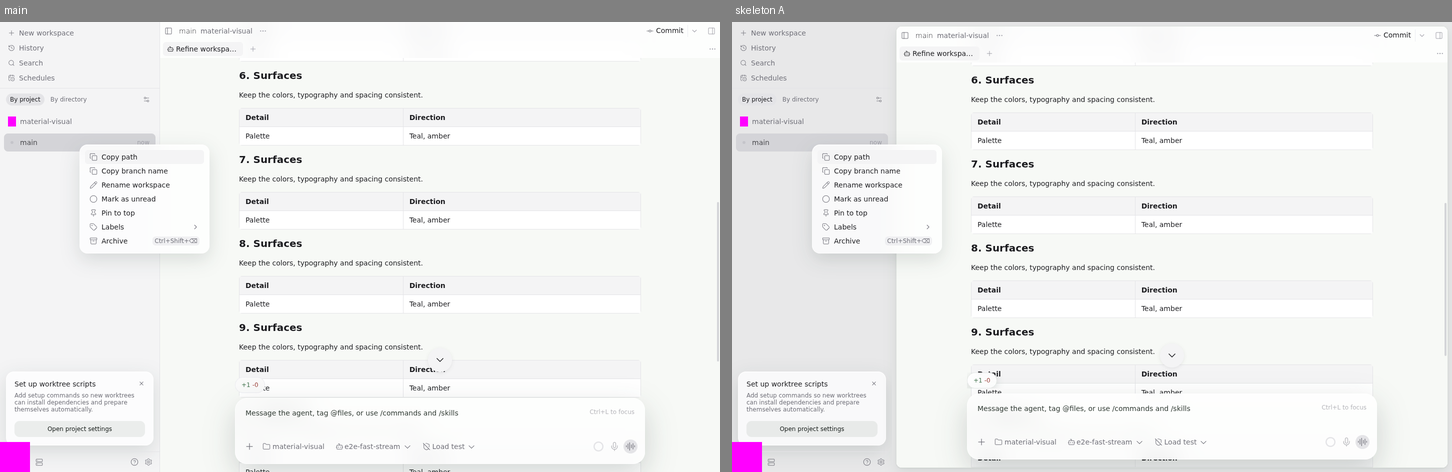 main
New workspace
main material-visual ...
Commit
History
Refine workspa...
Search
Schedules
6. Surfaces
By project By directory
Keep the colors, typography and spacing consistent.
material-visual
Detail Direction
Palette Teal, amber
main now
Copy path
7. Surfaces
Copy branch name
Keep the colors, typography and spacing consistent.
Rename workspace
Mark as unread
Detail Direction
Pin to top
Palette Teal, amber
Labels
Archive Ctrl+Shift+⌫
8. Surfaces
Keep the colors, typography and spacing consistent.
Detail Direction
Palette Teal, amber
9. Surfaces
Keep the colors, typography and spacing consistent.
Detail
Teal, amber
+1 -0
Set up worktree scripts
Add setup commands so new worktrees
can install dependencies and prepare
themselves automatically.
Open project settings
Message the agent, tag @files, or use /commands and /skills
Ctrl+L to focus
material-visual e2e-fast-stream Load test
Palette Teal, amber
skeleton A
New workspace
main material-visual ...
Commit
History
Refine workspa...
Search
Schedules
6. Surfaces
By project By directory
Keep the colors, typography and spacing consistent.
material-visual
Detail Direction
Palette Teal, amber
main
Copy path
7. Surfaces
Copy branch name
Keep the colors, typography and spacing consistent.
Rename workspace
Mark as unread
Detail Direction
Pin to top
Palette Teal, amber
Labels
Archive Ctrl+Shift+⌫
8. Surfaces
Keep the colors, typography and spacing consistent.
Detail Direction
Palette Teal, amber
9. Surfaces
Keep the colors, typography and spacing consistent.
Detail Direction
+1 -0
Palette Teal, amber
Set up worktree scripts
Add setup commands so new worktrees
can install dependencies and prepare
themselves automatically.
Open project settings
Message the agent, tag @files, or use /commands and /skills
Ctrl+L to focus
material-visual e2e-fast-stream Load test